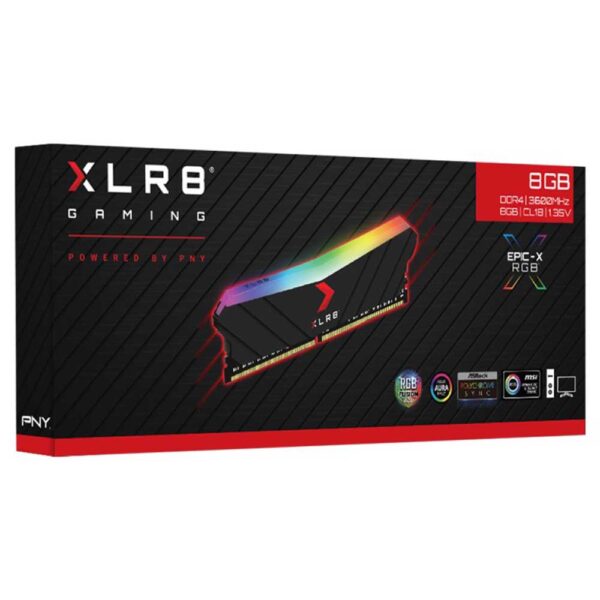 XLR8®
GAMING
POWERED BY PNY
8GB
DDR4 | 3600MHz
8GB | CL18 | 1.35V
EPIC-X
RGB
XLR8
RGB
FUSION
AURA
ASRock
POLYCHROME
SYNC
msi
PNY